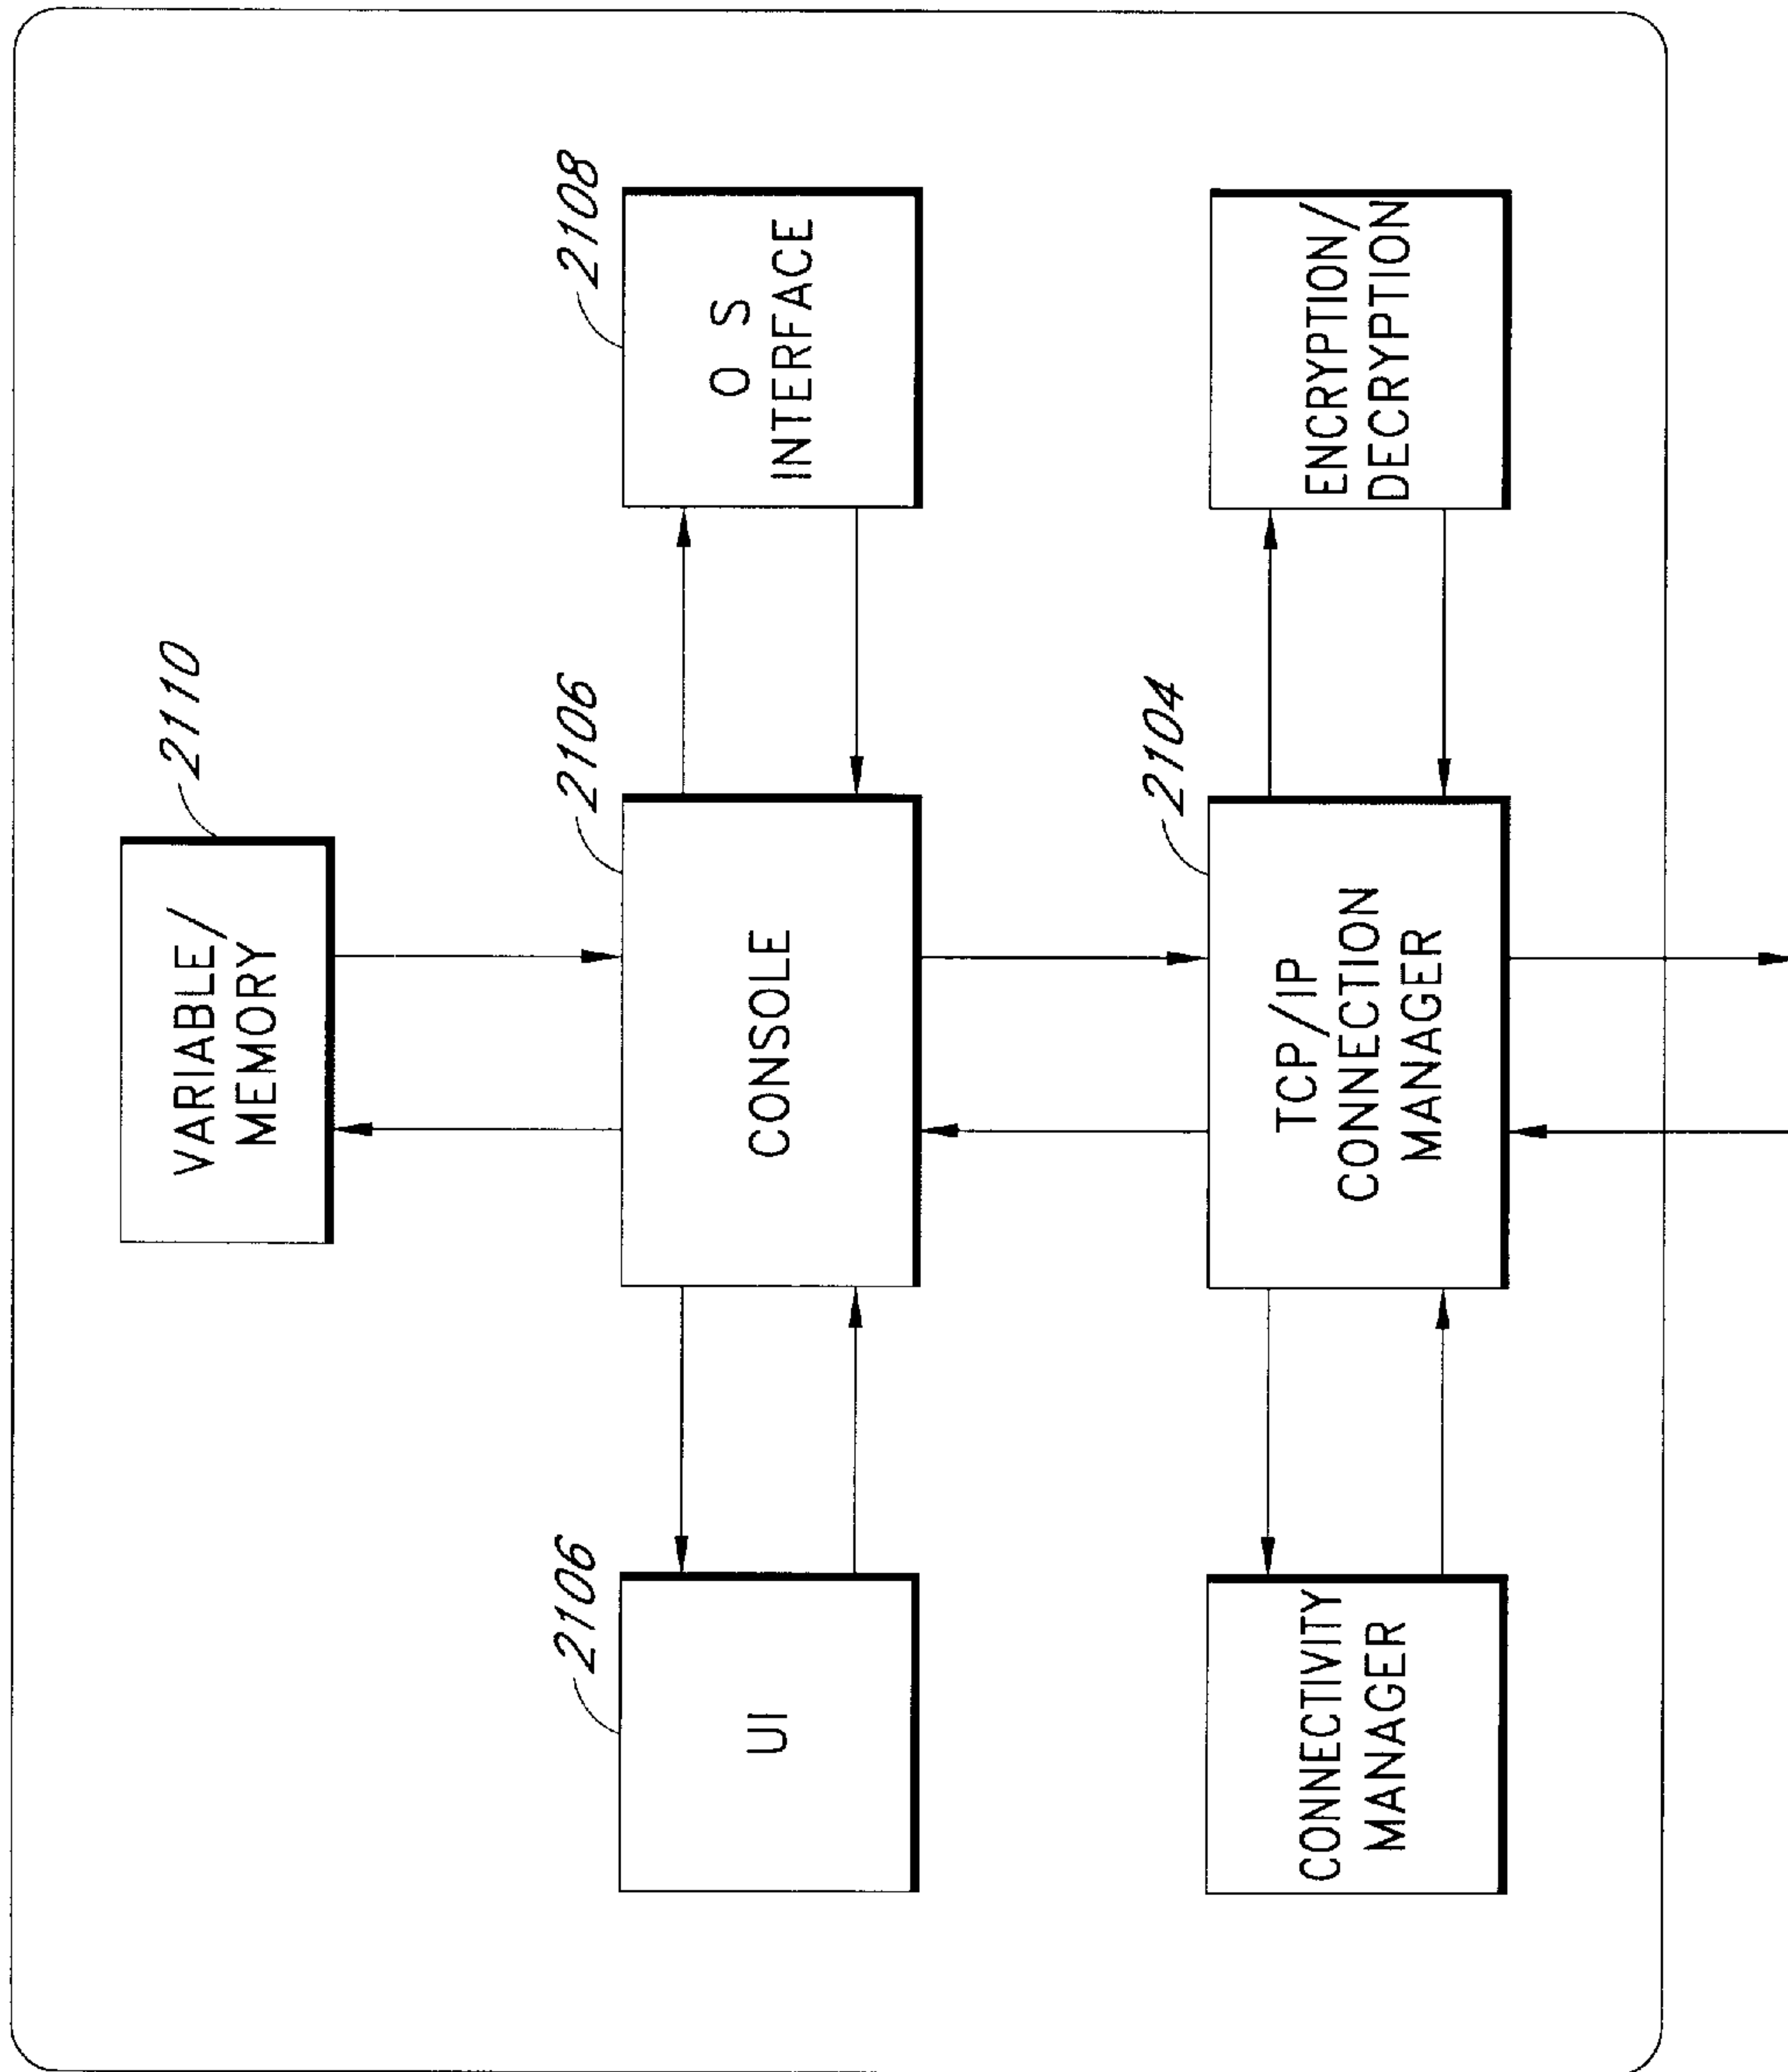 2110
VARIABLE/
MEMORY
2106
UI
2106
CONSOLE
2108
O S
INTERFACE
CONNECTIVITY
MANAGER
2104
TCP/IP
CONNECTION
MANAGER
ENCRYPTION/
DECRYPTION